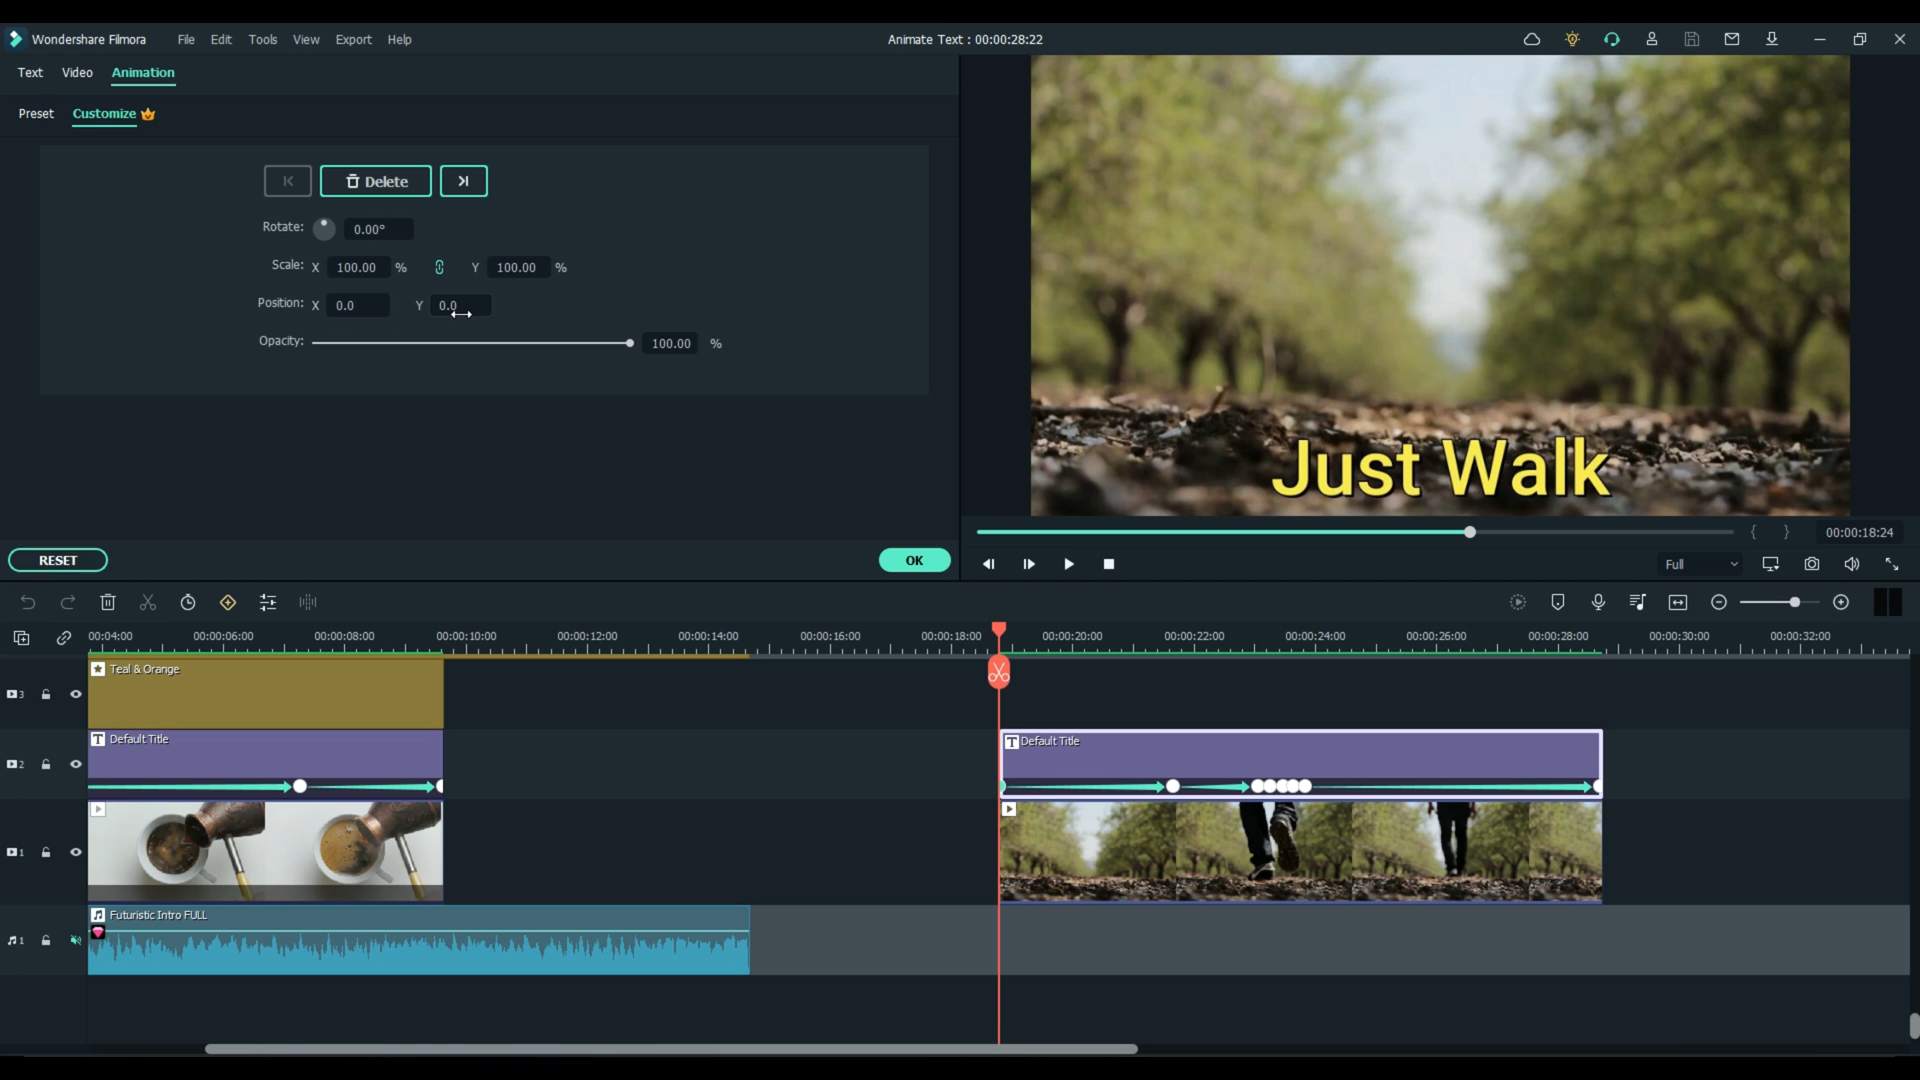 Wondershare Filmora File Edit Tools View Export Help Animate Text : 00:00:28:22
Text Video Animation
Preset Customize
Delete
Rotate: 0.00°
Scale: X 100.00 % Y 100.00 %
Position: X 0.0 Y 0.0
Opacity: 100.00 %
Just Walk
RESET OK
{ } 00:00:18:24
Full
00:04:00 00:00:06:00 00:00:08:00 00:00:10:00 00:00:12:00 00:00:14:00 00:00:16:00 00:00:18:00 00:00:20:00 00:00:22:00 00:00:24:00 00:00:26:00 00:00:28:00 00:00:30:00 00:00:32:00
3 Teal & Orange
2 Default Title T Default Title
1
1 Futuristic Intro FULL